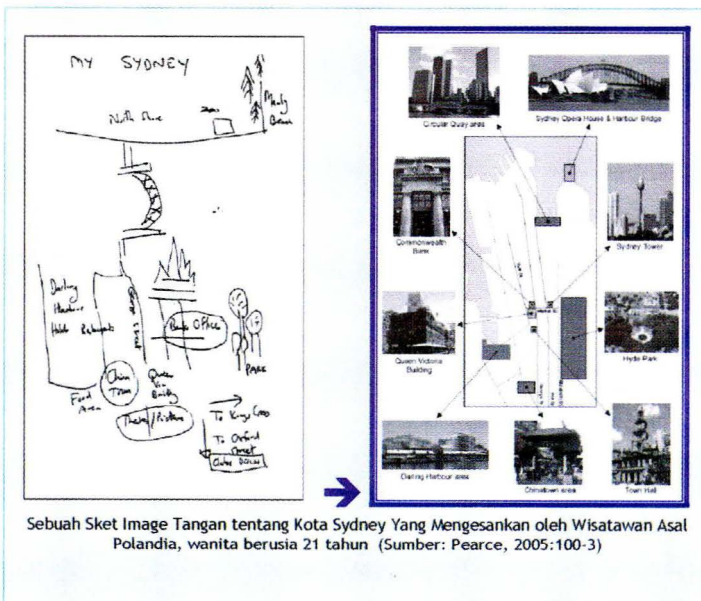 MY SYDNEY
North Shore
Zoo
Manly
Beach
Darling
Harbour
Hotels Restaurants
Office
PARK
China
Town
Queen
Vic
Building
Food
Area
To Kings Cross
To Oxford
Street
Circular Quay area
Sydney Opera House & Harbour Bridge
Commonwealth
Bank
Sydney Tower
Queen Victoria
Building
Hyde Park
Darling Harbour area
Chinatown area
Town Hall
Sebuah Sket Image Tangan tentang Kota Sydney Yang Mengesankan oleh Wisatawan Asal
Polandia, wanita berusia 21 tahun (Sumber: Pearce, 2005:100-3)